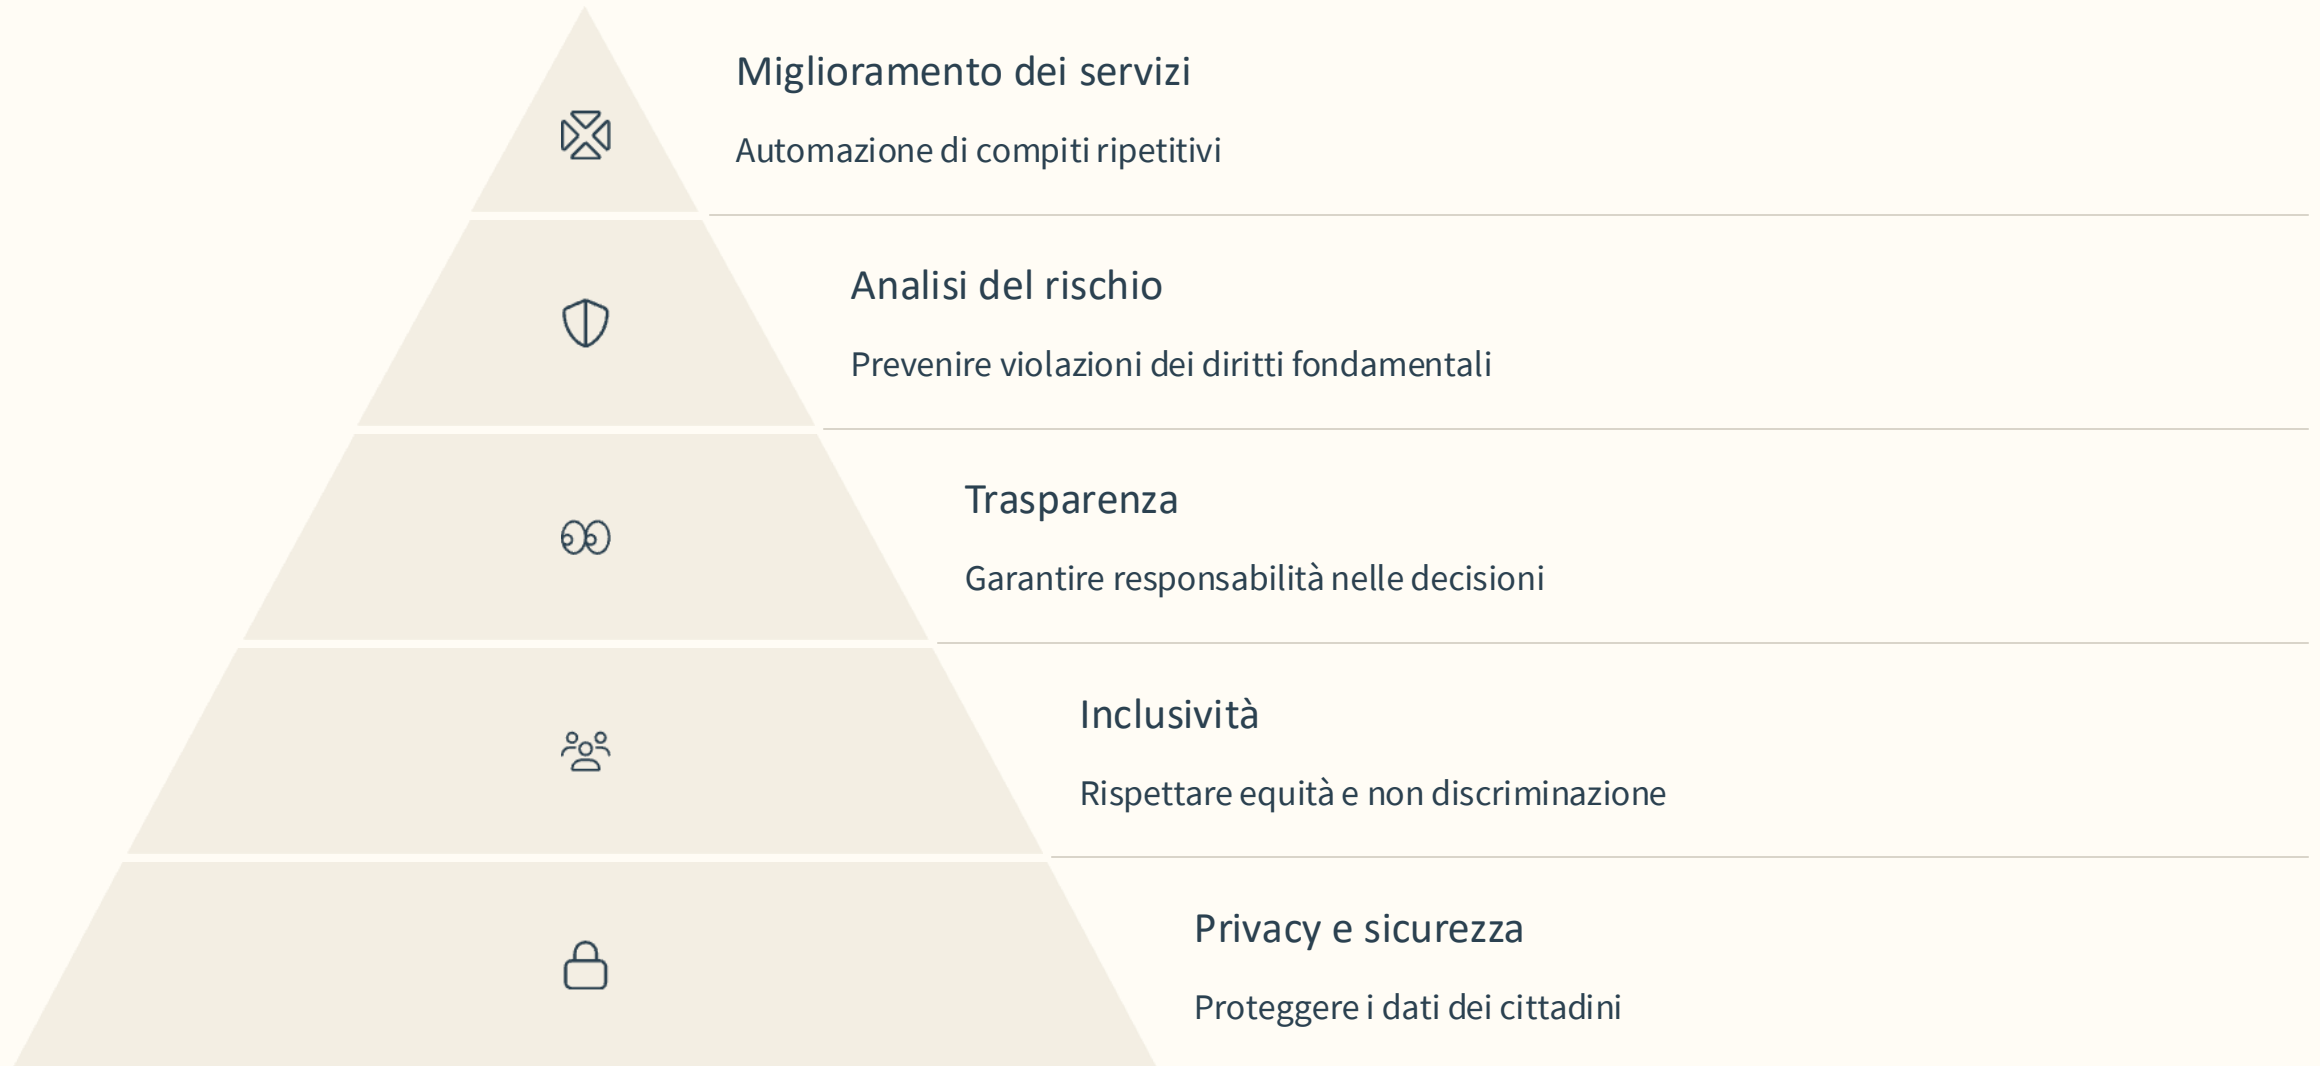 Miglioramento dei servizi
Automazione di compiti ripetitivi
Analisi del rischio
Prevenire violazioni dei diritti fondamentali
Trasparenza
Garantire responsabilità nelle decisioni
Inclusività
Rispettare equità e non discriminazione
Privacy e sicurezza
Proteggere i dati dei cittadini